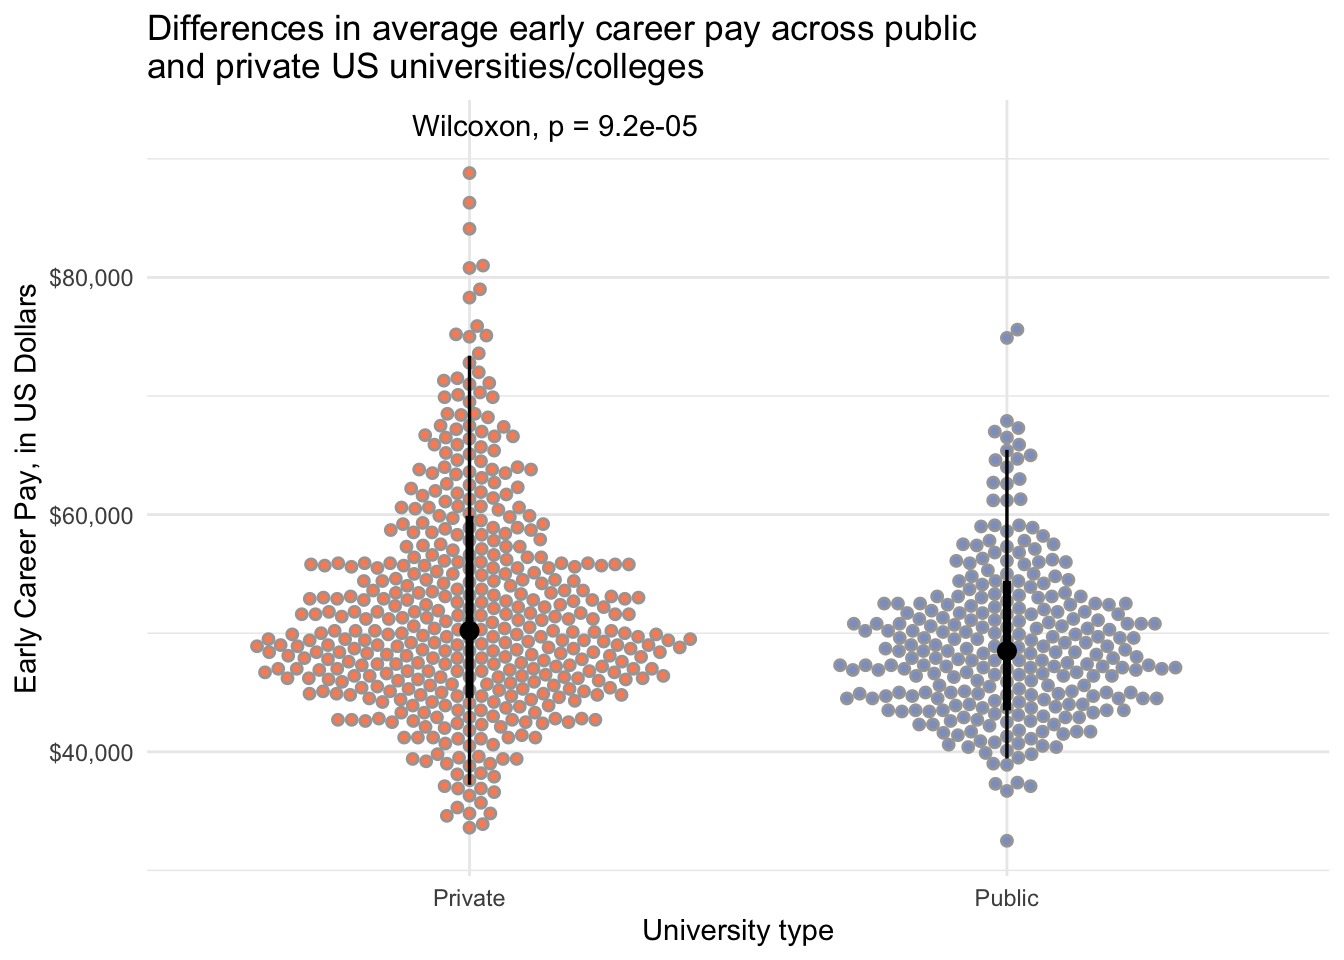 Differences in average early career pay across public
and private US universities/colleges
Wilcoxon, p = 9.2e-05
Early Career Pay, in US Dollars
$80,000
$60,000
$40,000
Private
Public
University type